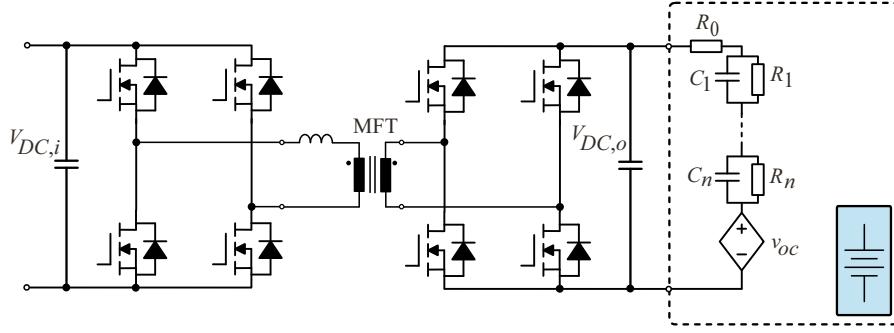 R0
C1
R1
MFT
VDC,i
VDC,o
Cn
Rn
+
-
voc